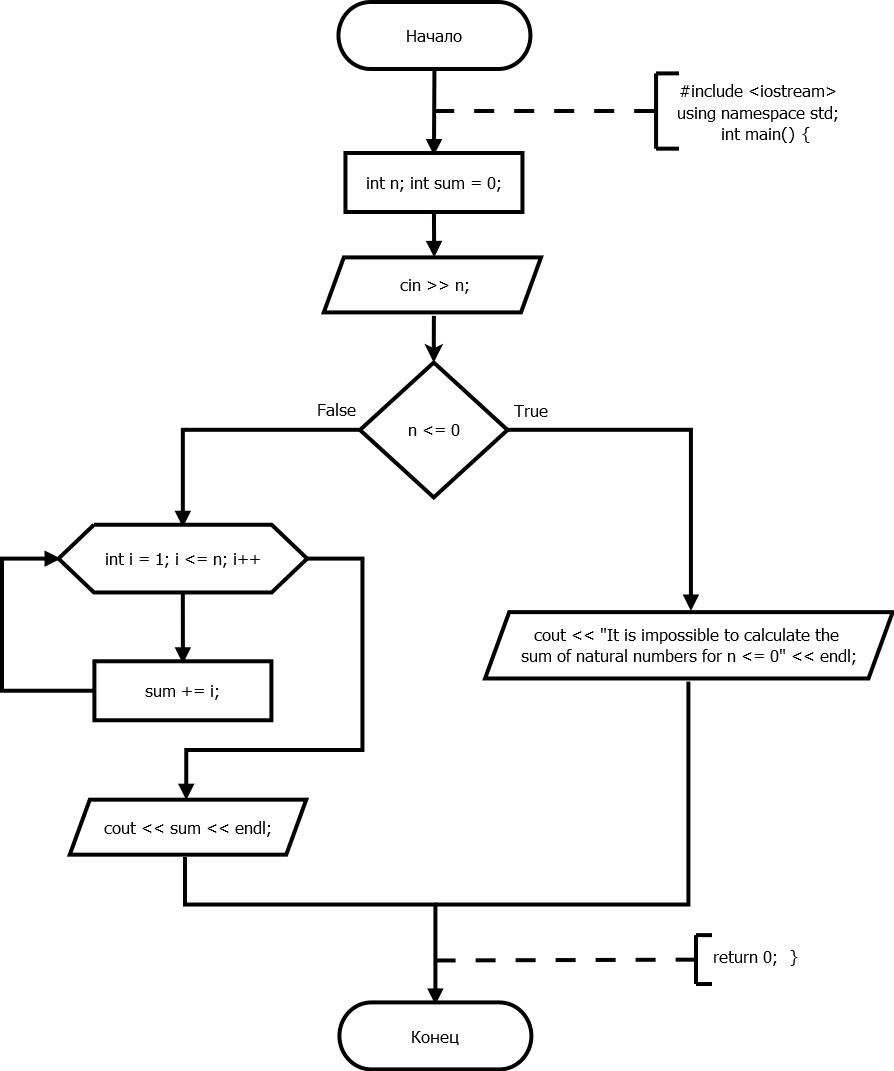 Начало
#include <iostream>
using namespace std;
int main() {
int n; int sum = 0;
cin >> n;
False
True
n <= 0
int i = 1; i <= n; i++
cout << "It is impossible to calculate the
sum of natural numbers for n <= 0" << endl;
sum += i;
cout << sum << endl;
return 0;  }
Конец